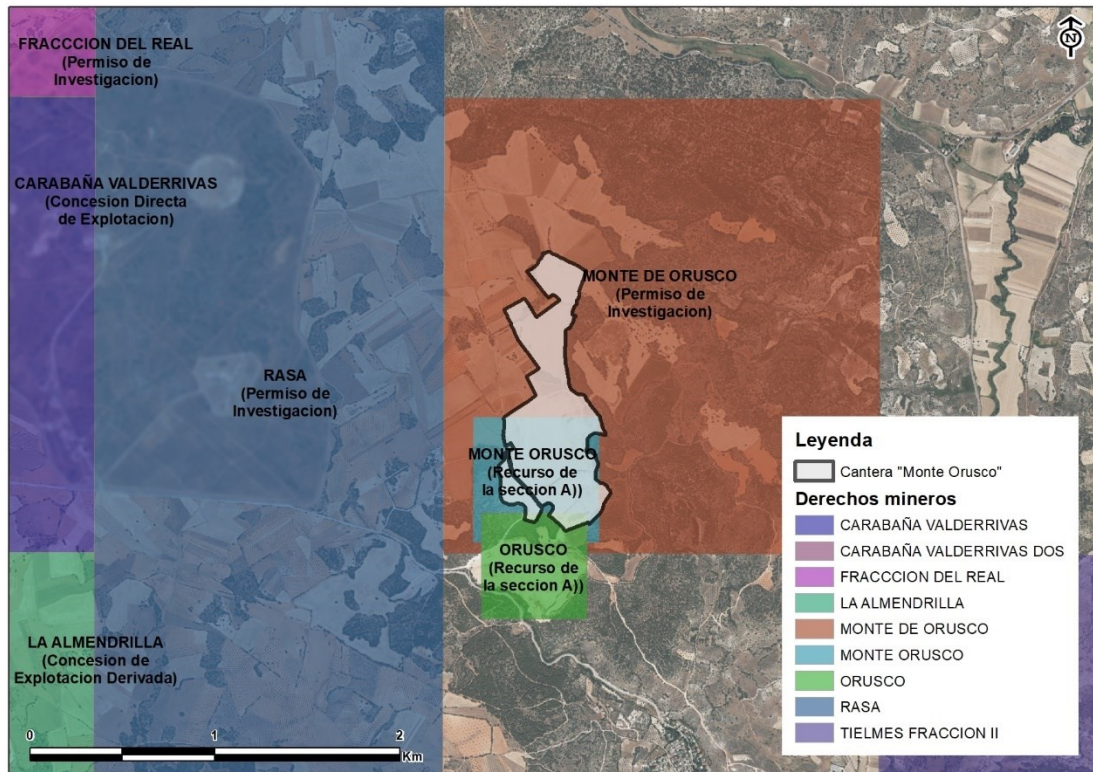 N
FRACCCION DEL REAL
(Permiso de
Investigacion)
CARABAÑA VALDERRIVAS
(Concesion Directa
de Explotacion)
MONTE DE ORUSCO
(Permiso de
Investigacion)
RASA
(Permiso de
Investigacion)
MONTE ORUSCO
(Recurso de
la seccion A))
ORUSCO
(Recurso de
la seccion A))
LA ALMENDRILLA
(Concesion de
Explotacion Derivada)
0 1 2
Km
Leyenda
Cantera "Monte Orusco"
Derechos mineros
CARABAÑA VALDERRIVAS
CARABAÑA VALDERRIVAS DOS
FRACCCION DEL REAL
LA ALMENDRILLA
MONTE DE ORUSCO
MONTE ORUSCO
ORUSCO
RASA
TIELMES FRACCION II